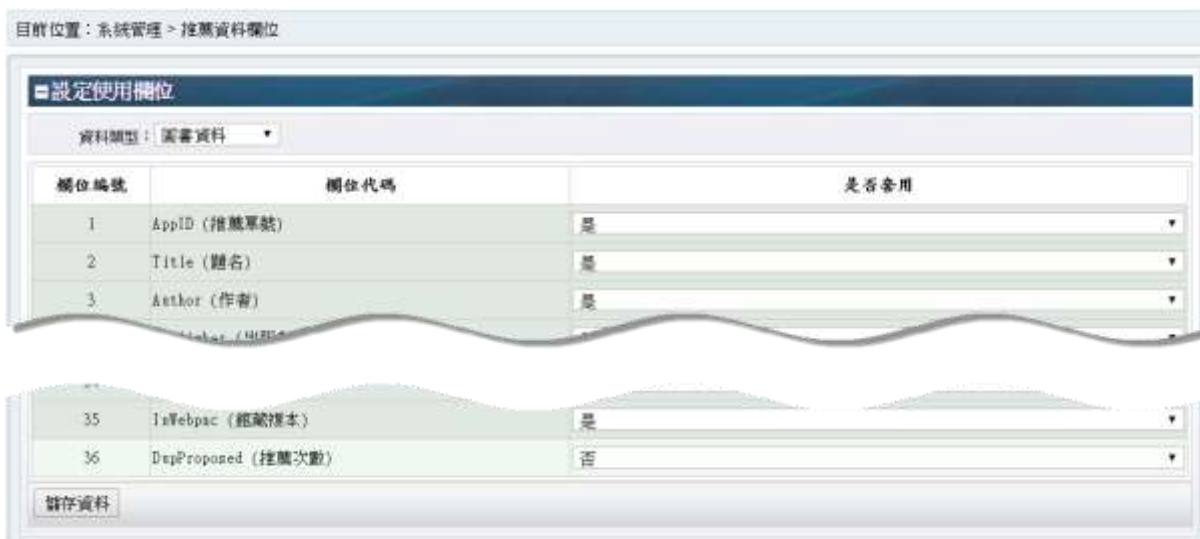 目前位置：系統管理 > 推薦資料欄位
設定使用欄位
資料類型：圖書資料
欄位編號 欄位代碼 是否套用
1 AppID (推薦單號) 是
2 Title (題名) 是
3 Author (作者) 是
35 InWebpac (館藏複本) 是
36 DupProposed (推薦次數) 否
儲存資料